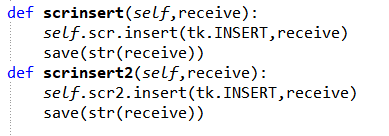 def scrinsert(self,receive):
    self.scr.insert(tk.INSERT,receive)
    save(str(receive))
def scrinsert2(self,receive):
    self.scr2.insert(tk.INSERT,receive)
    save(str(receive))